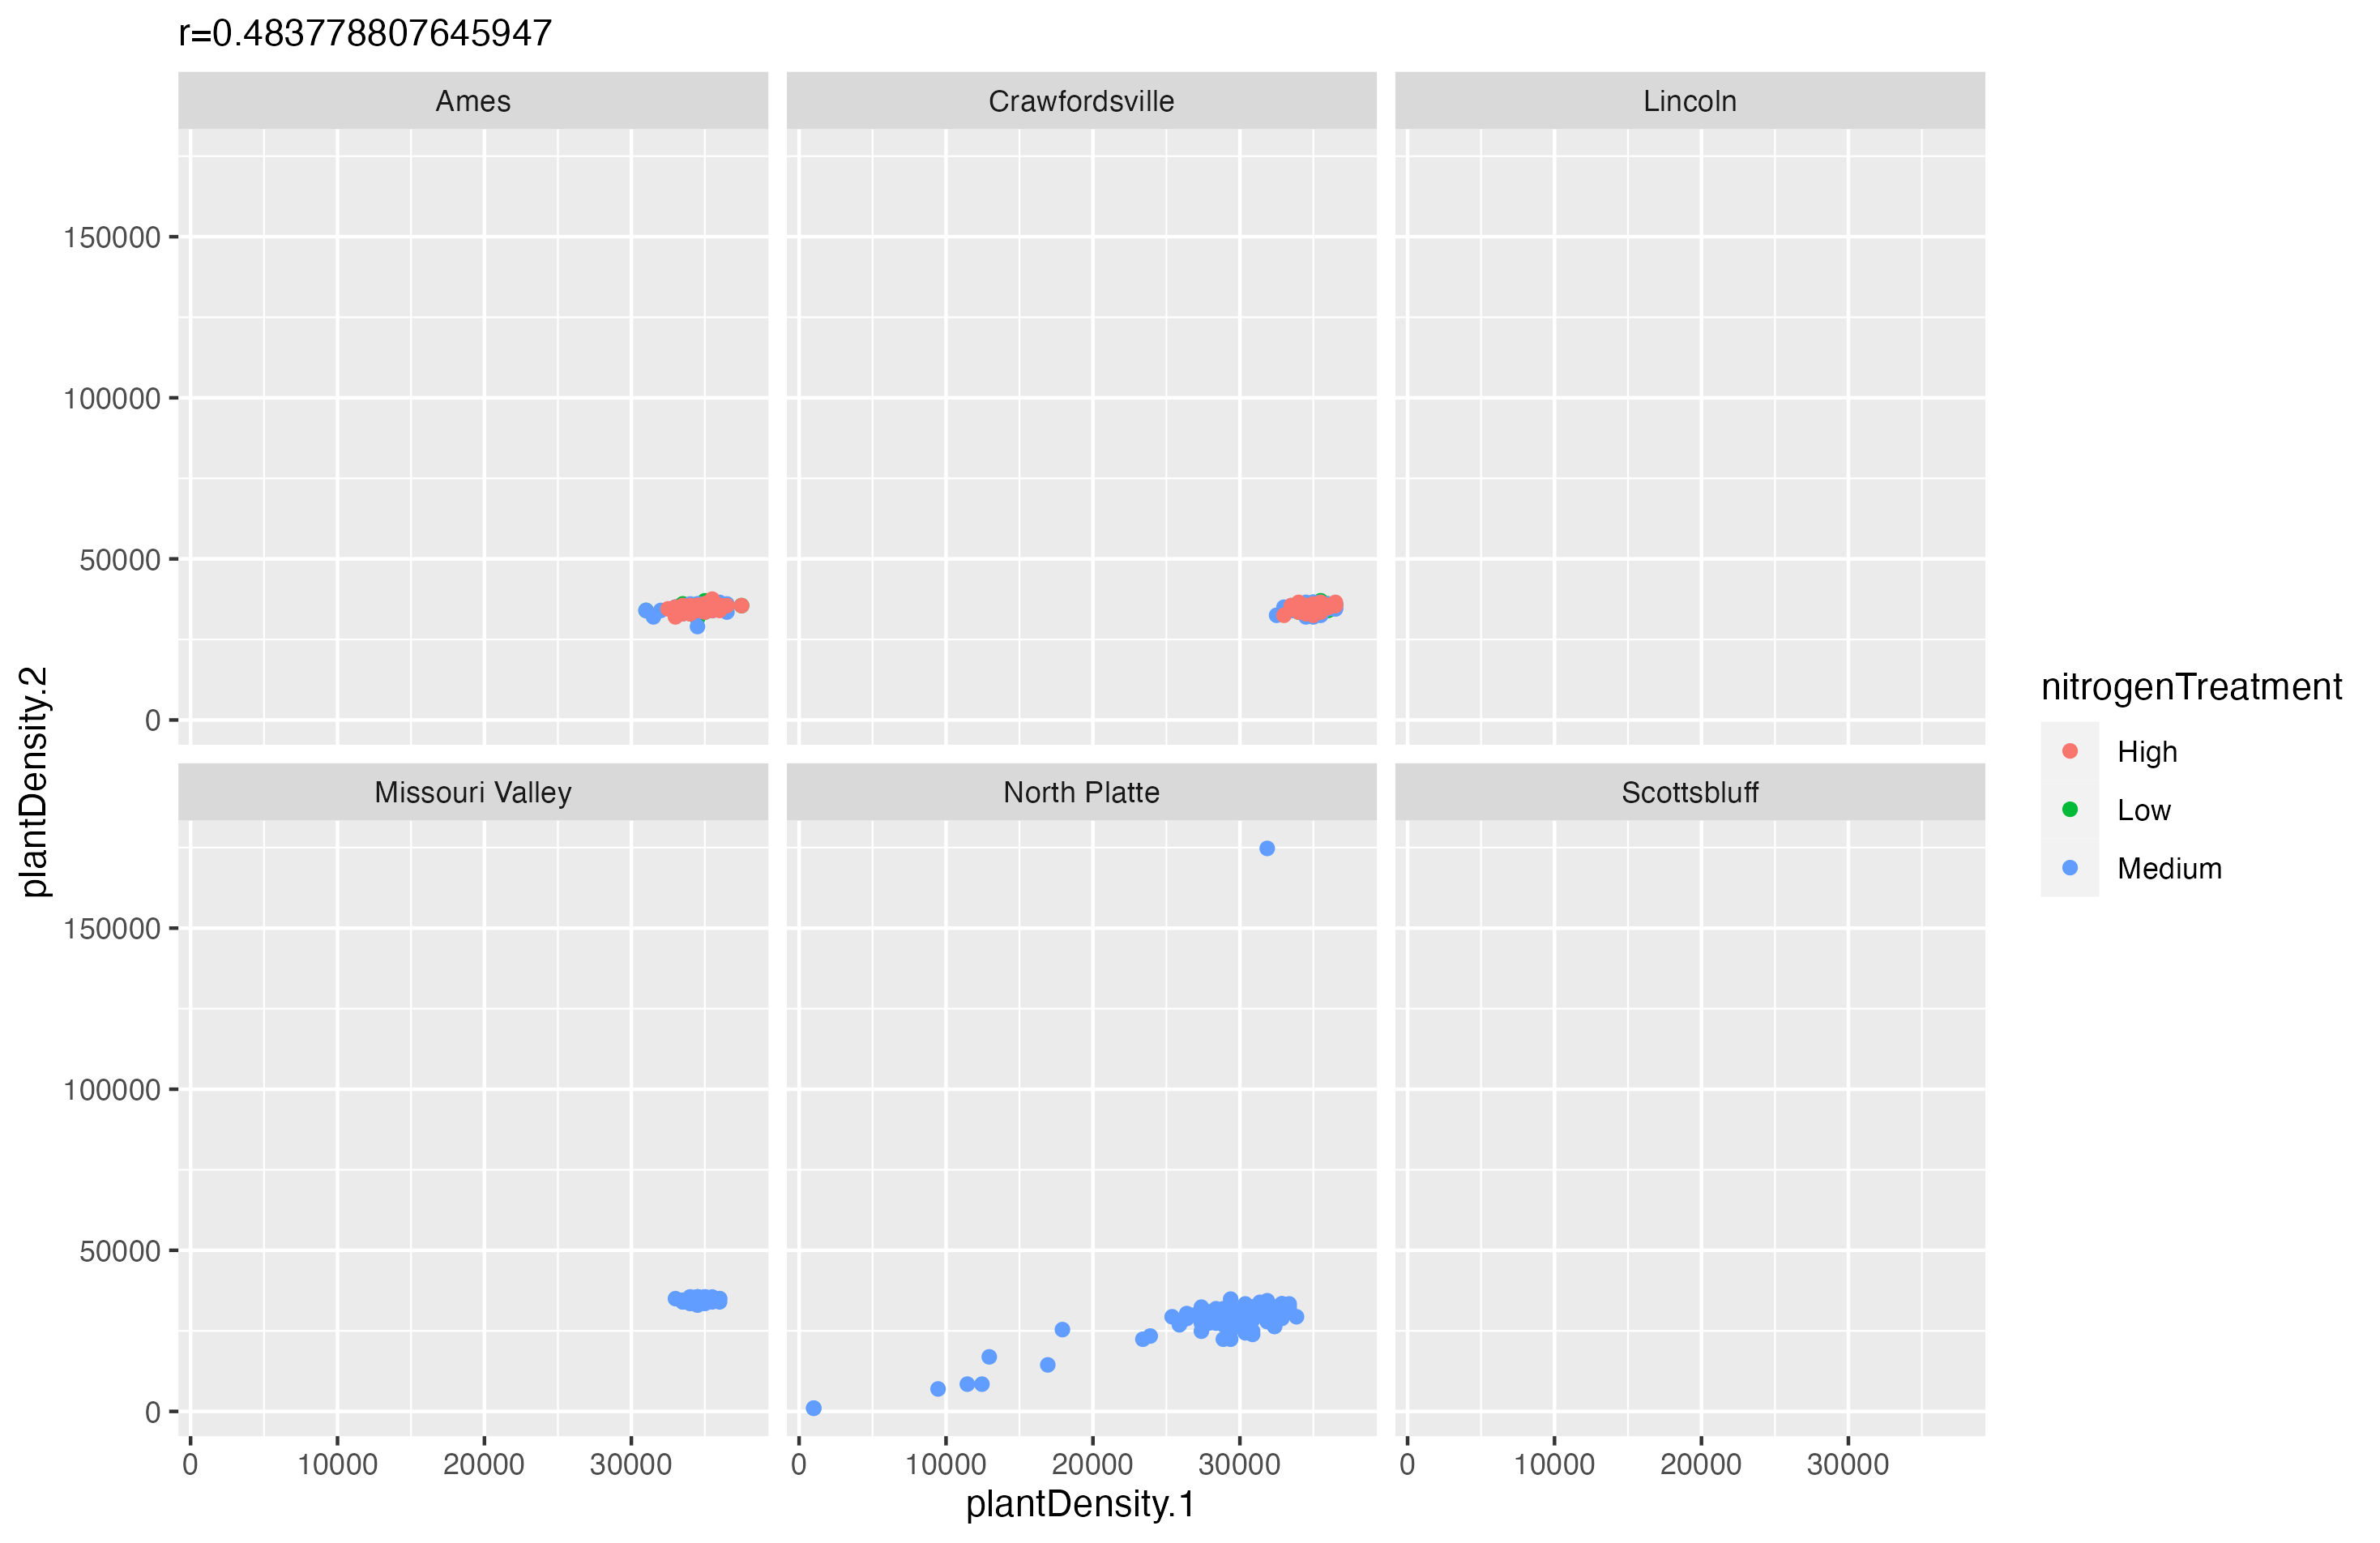 r=0.483778807645947
Ames
Crawfordsville
Lincoln
150000
100000
50000
0
Missouri Valley
North Platte
Scottsbluff
150000
100000
50000
0
0 10000 20000 30000 0 10000 20000 30000 0 10000 20000 30000
plantDensity.1
plantDensity.2
nitrogenTreatment
High
Low
Medium